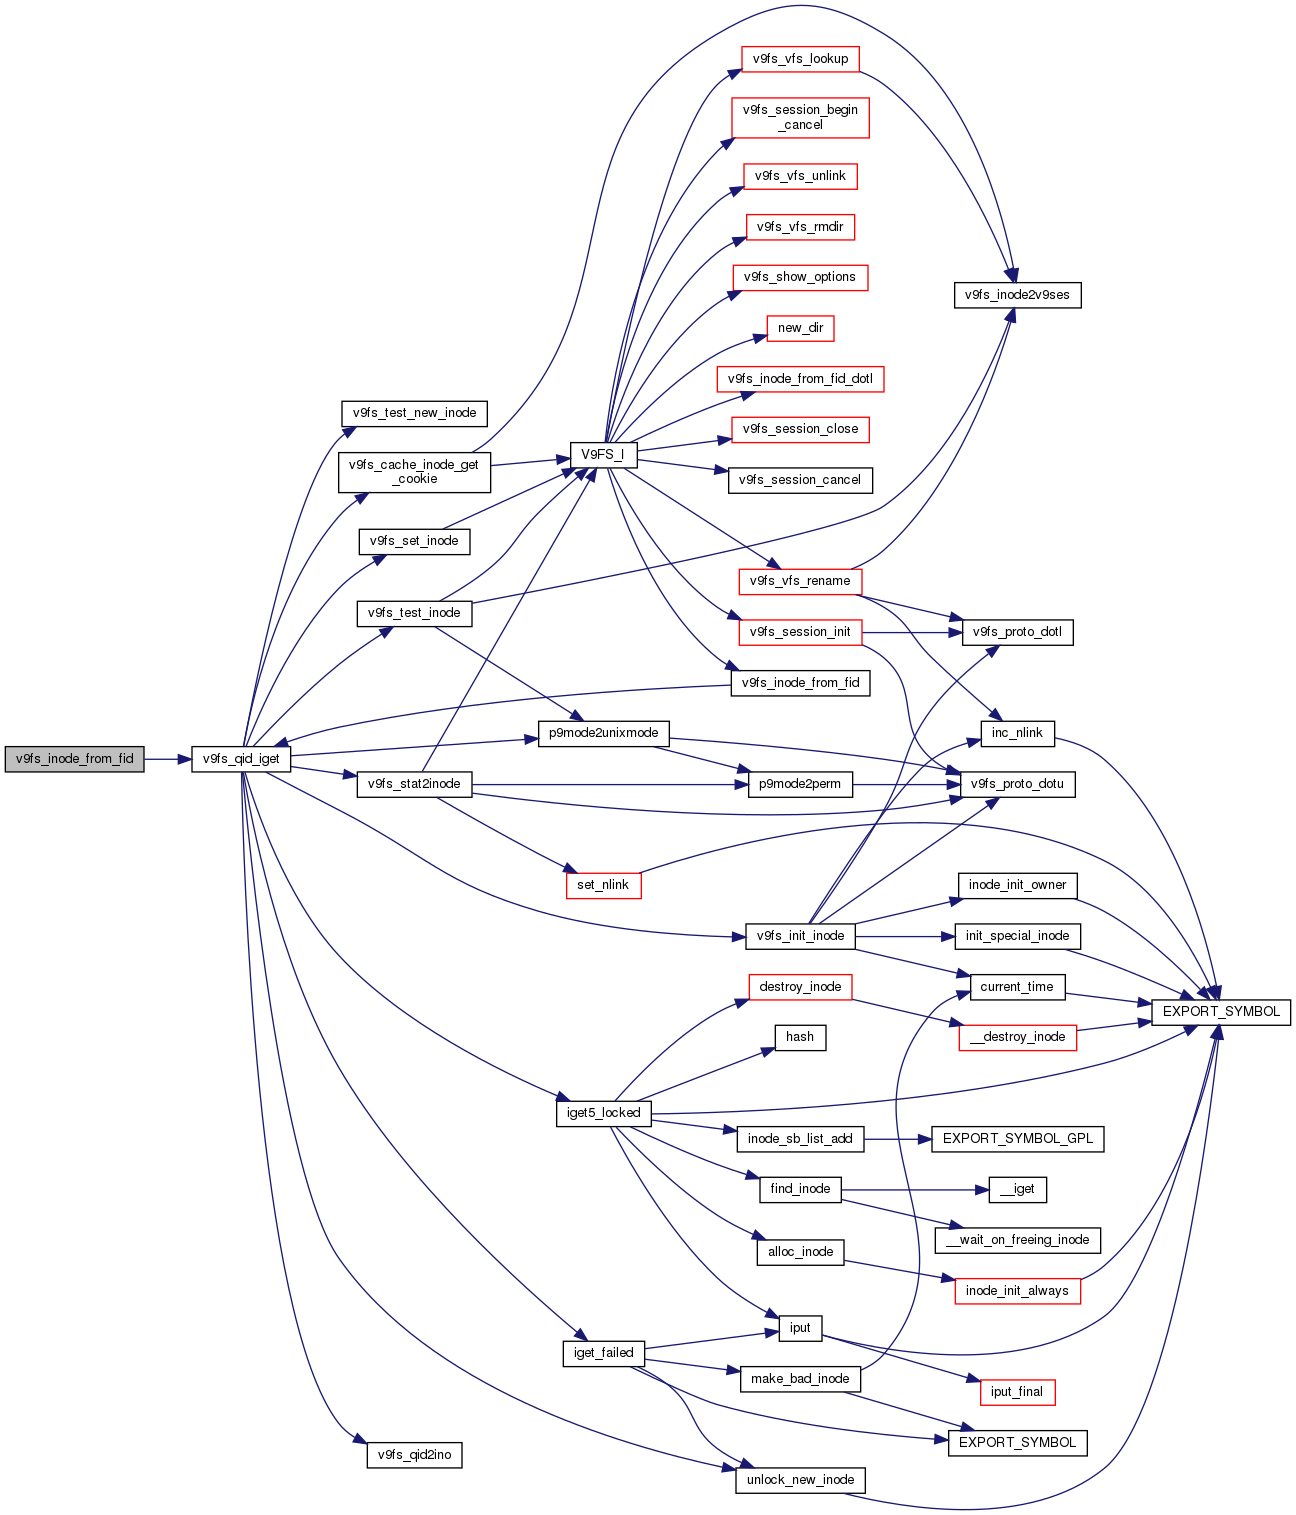 v9fs_vfs_lookup
v9fs_session_begin
_cancel
v9fs_vfs_unlink
v9fs_vfs_rmdir
v9fs_show_options
v9fs_inode2v9ses
new_dir
v9fs_inode_from_fid_dotl
v9fs_test_new_inode
v9fs_session_close
V9FS_I
v9fs_cache_inode_get
_cookie
v9fs_session_cancel
v9fs_set_inode
v9fs_vfs_rename
v9fs_test_inode
v9fs_session_init
v9fs_proto_dotl
v9fs_inode_from_fid
p9mode2unixmode
inc_nlink
v9fs_inode_from_fid
v9fs_qid_iget
v9fs_stat2inode
p9mode2perm
v9fs_proto_dotu
set_nlink
inode_init_owner
v9fs_init_inode
init_special_inode
destroy_inode
current_time
EXPORT_SYMBOL
hash
__destroy_inode
iget5_locked
inode_sb_list_add
EXPORT_SYMBOL_GPL
find_inode
__iget
__wait_on_freeing_inode
alloc_inode
inode_init_always
iput
iget_failed
make_bad_inode
iput_final
EXPORT_SYMBOL
v9fs_qid2ino
unlock_new_inode